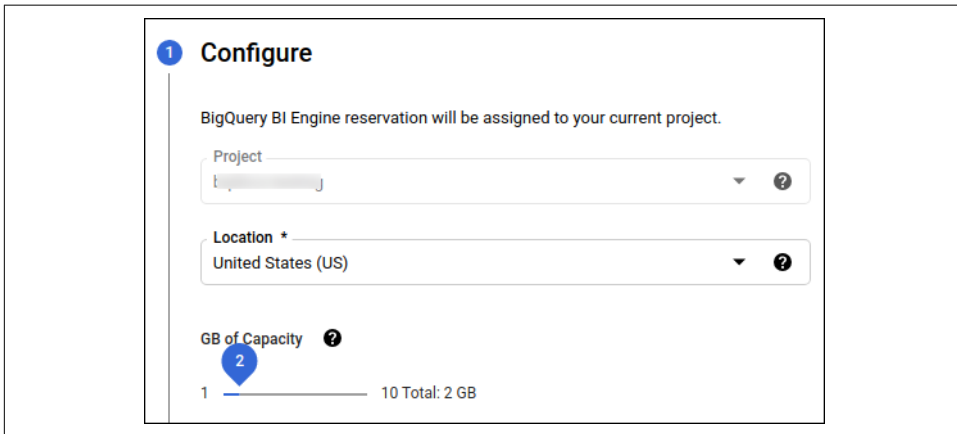 1 Configure
BigQuery BI Engine reservation will be assigned to your current project.
Project
Location *
United States (US)
GB of Capacity
2
1 10 Total: 2 GB